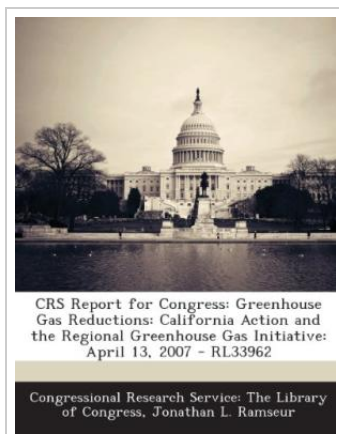 CRS Report for Congress: Greenhouse
Gas Reductions: California Action and
the Regional Greenhouse Gas Initiative:
April 13, 2007 - RL33962
Congressional Research Service: The Library
of Congress, Jonathan L. Ramseur